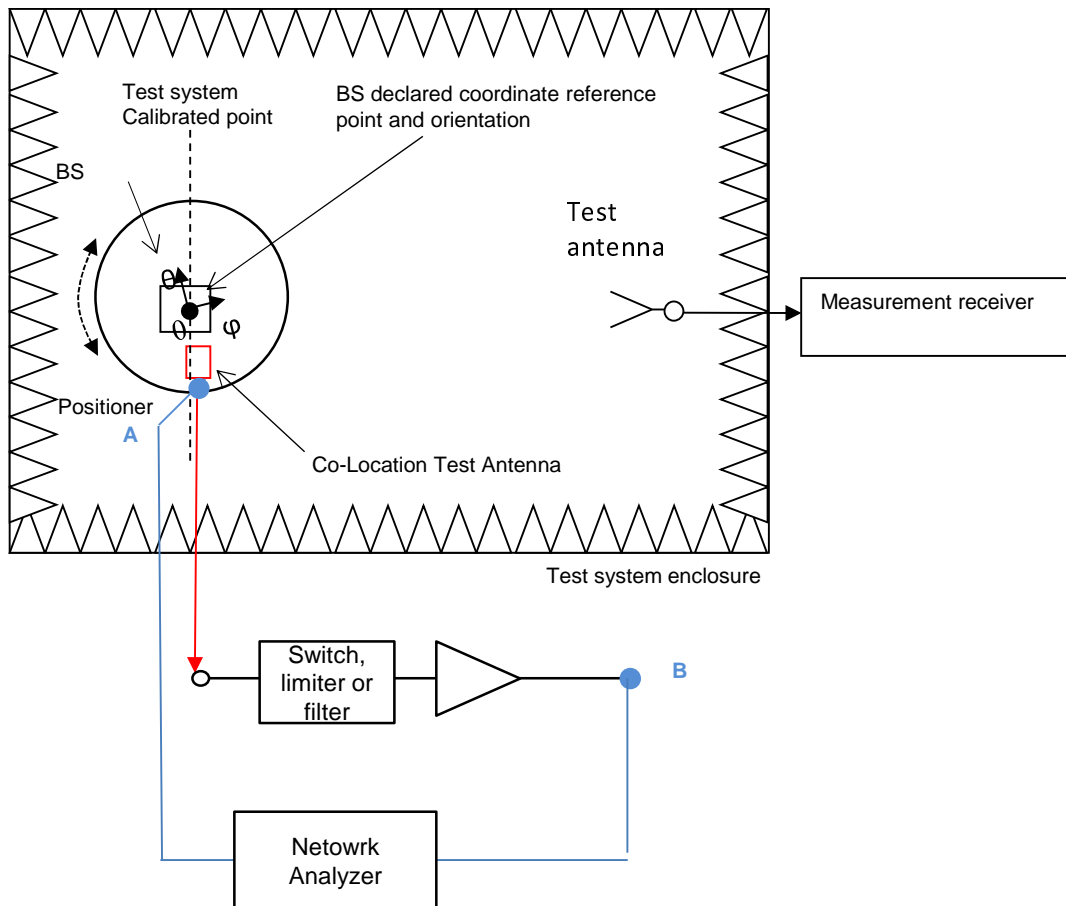 Test system
Calibrated point
BS declared coordinate reference
point and orientation
BS
Test
antenna
Measurement receiver
θ
θ
φ
Positioner
A
Co-Location Test Antenna
Test system enclosure
Switch,
limiter or
filter
B
Netowrk
Analyzer